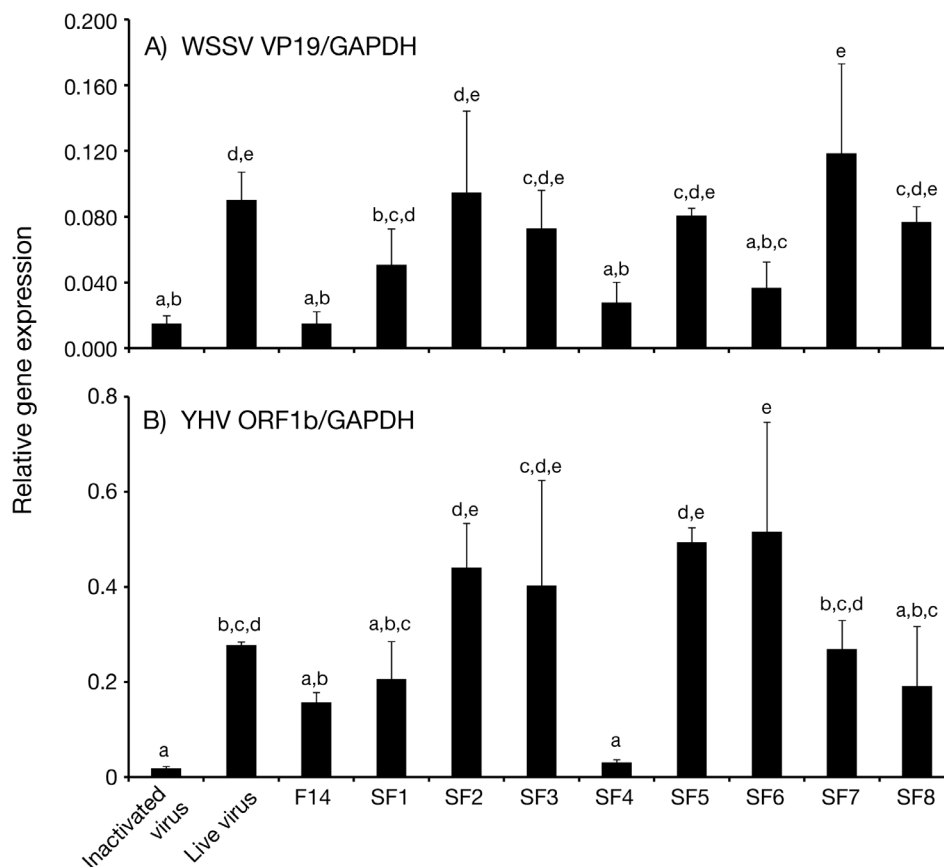 Relative gene expression
A) WSSV VP19/GAPDH
0.200
0.160
0.120
0.080
0.040
0.000
a,b
d,e
a,b
b,c,d
d,e
c,d,e
a,b
c,d,e
a,b,c
e
c,d,e
B) YHV ORF1b/GAPDH
0.8
0.6
0.4
0.2
0
a
b,c,d
a,b
a,b,c
d,e
c,d,e
a
d,e
e
b,c,d
a,b,c
Inactivated
virus
Live virus
F14
SF1
SF2
SF3
SF4
SF5
SF6
SF7
SF8